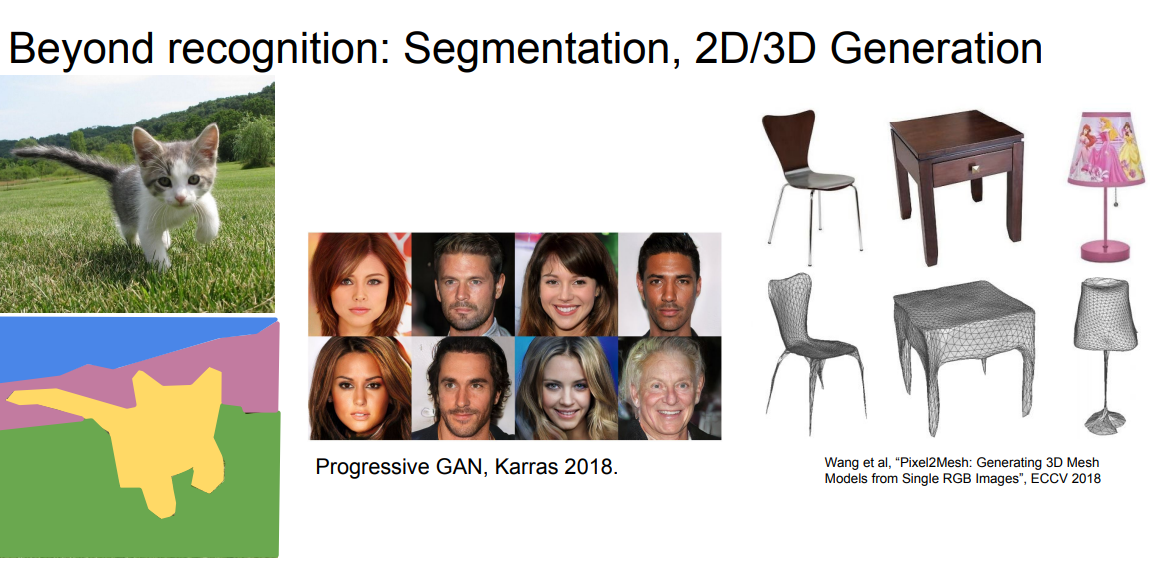 Beyond recognition: Segmentation, 2D/3D Generation
Progressive GAN, Karras 2018.
Wang et al, “Pixel2Mesh: Generating 3D Mesh
Models from Single RGB Images”, ECCV 2018